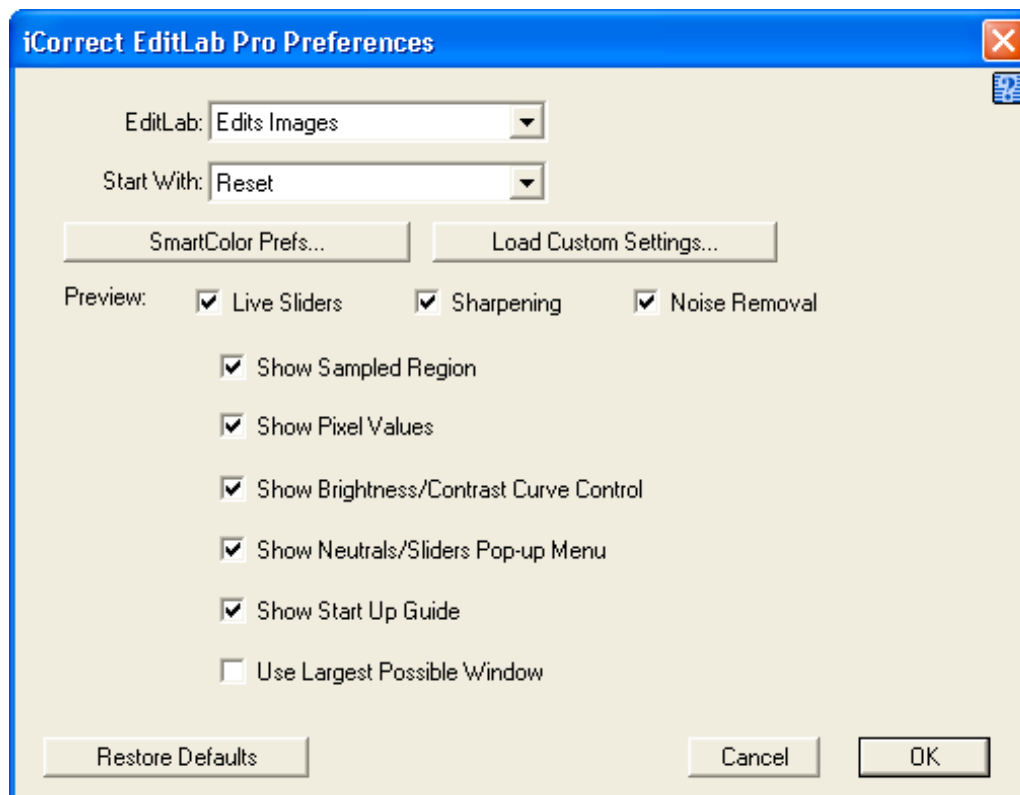 iCorrect EditLab Pro Preferences
EditLab: Edits Images
Start With: Reset
SmartColor Prefs... Load Custom Settings...
Preview: Live Sliders Sharpening Noise Removal
Show Sampled Region
Show Pixel Values
Show Brightness/Contrast Curve Control
Show Neutrals/Sliders Pop-up Menu
Show Start Up Guide
Use Largest Possible Window
Restore Defaults Cancel OK